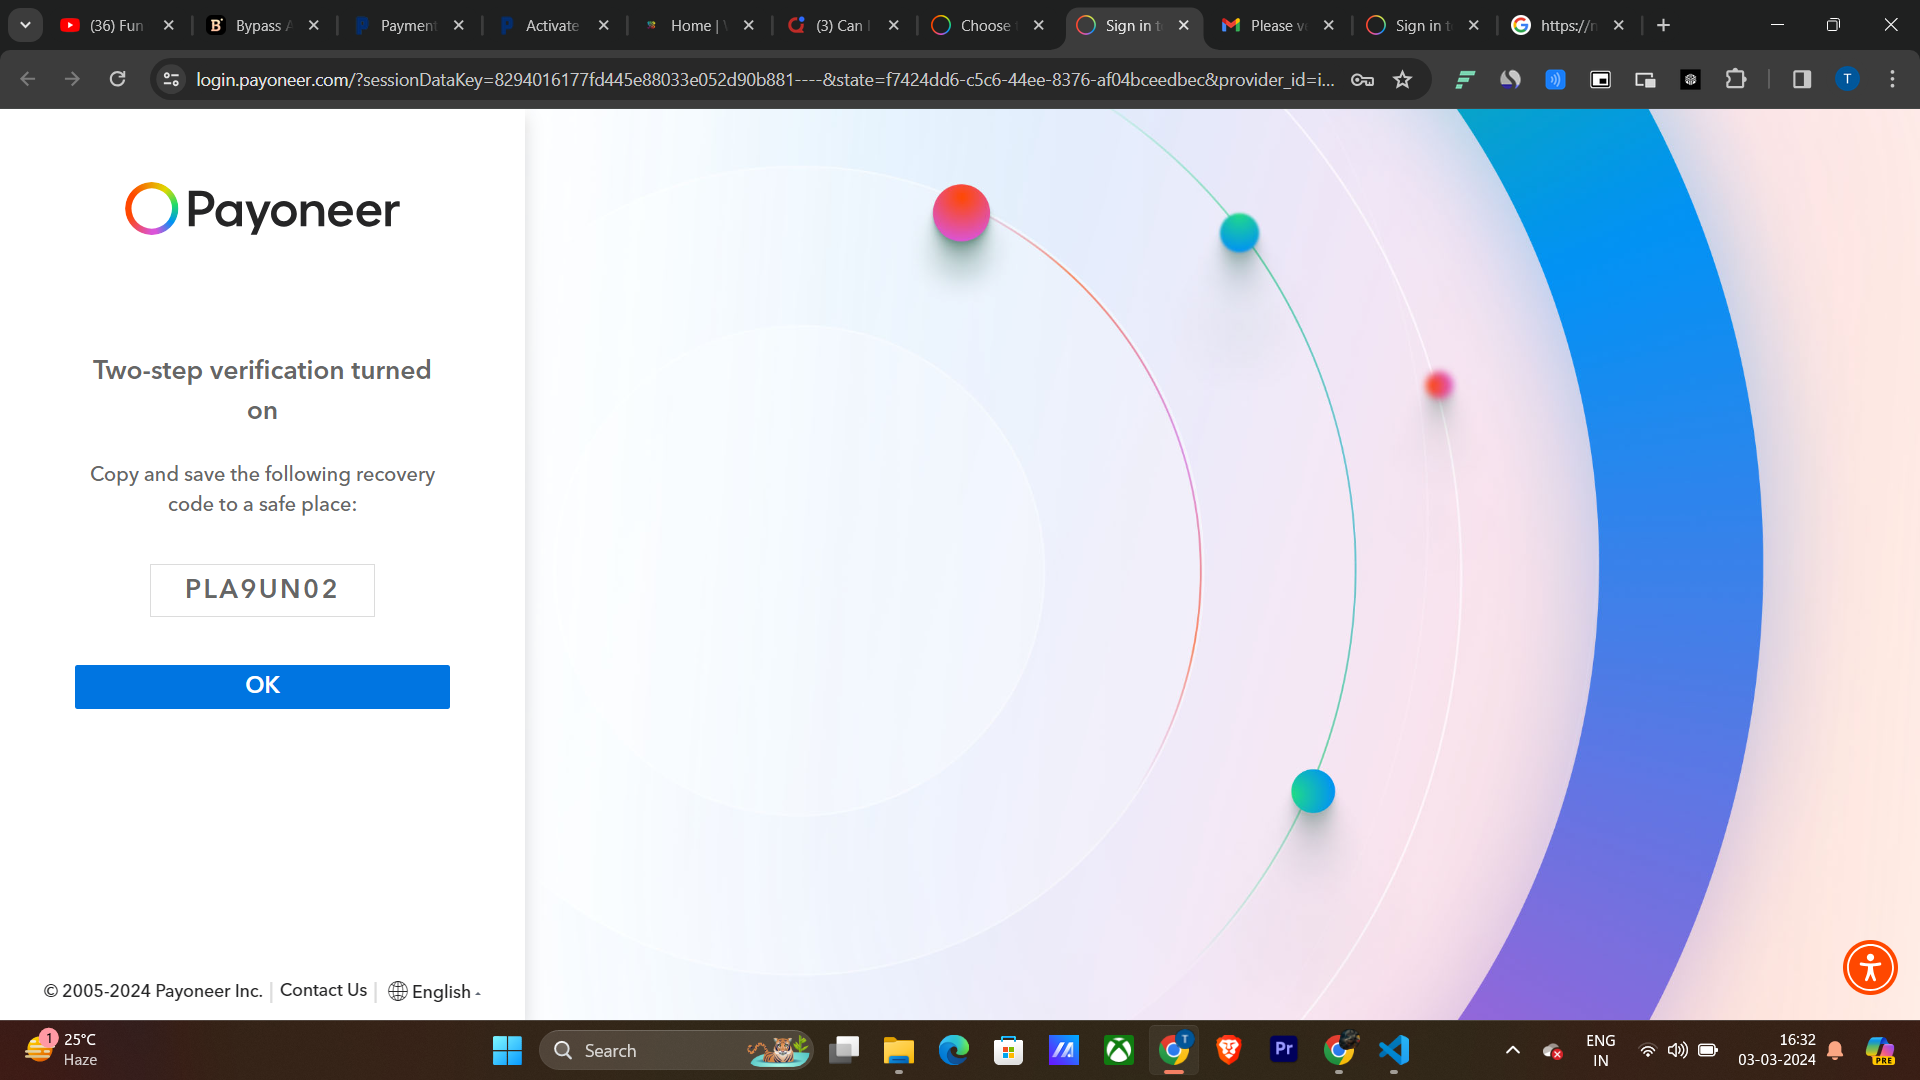 (36) Fun
Bypass A
Payment
Activate
Home | W
(3) Can I
Choose t
Sign in t
Please v
Sign in t
https://n
login.payoneer.com/?sessionDataKey=8294016177fd445e88033e052d90b881----&state=f7424dd6-c5c6-44ee-8376-af04bceedbec&provider_id=i...
T
Payoneer
Two-step verification turned
on
Copy and save the following recovery
code to a safe place:
PLA9UN02
OK
© 2005-2024 Payoneer Inc. | Contact Us | English
1
25°C
Haze
Search
T
Pr
ENG
IN
16:32
03-03-2024
PRE